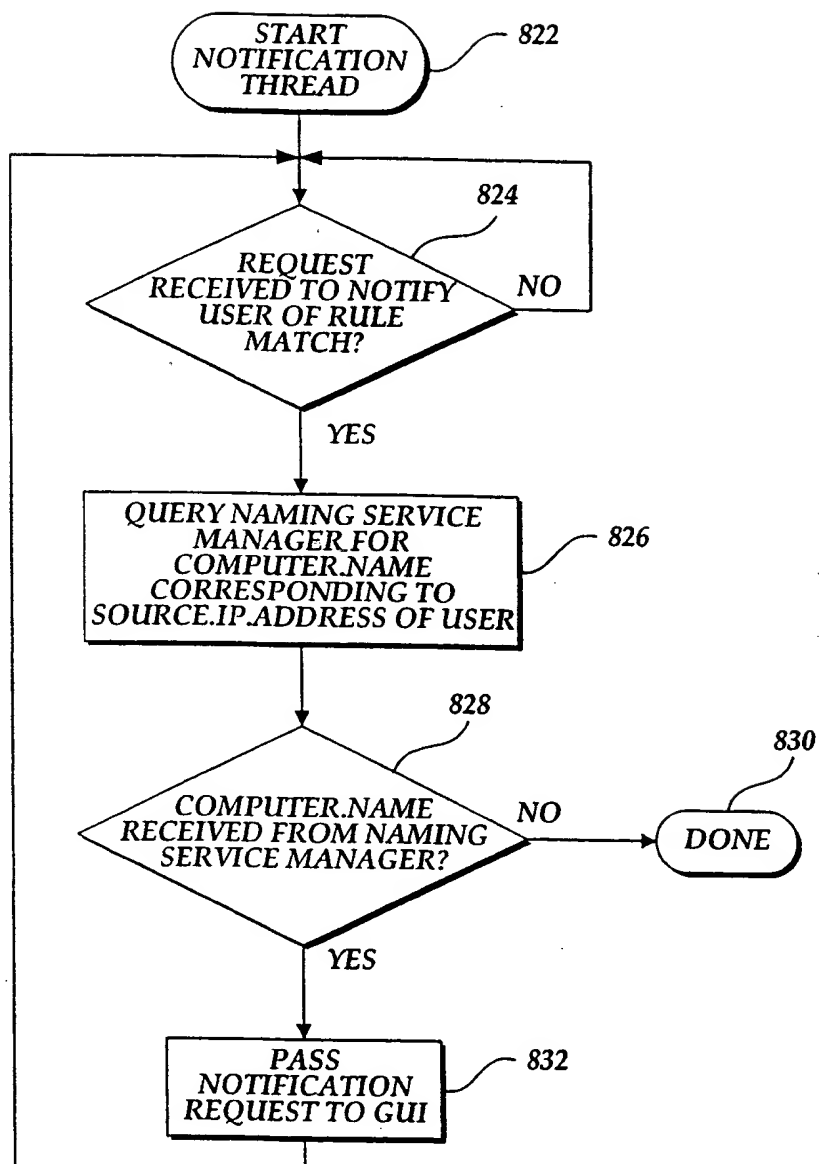 START
NOTIFICATION
THREAD
822
824
REQUEST
RECEIVED TO NOTIFY
USER OF RULE
MATCH?
NO
YES
QUERY NAMING SERVICE
MANAGER FOR
COMPUTER.NAME
CORRESPONDING TO
SOURCE.IP.ADDRESS OF USER
826
828
COMPUTER.NAME
RECEIVED FROM NAMING
SERVICE MANAGER?
NO
830
DONE
YES
PASS
NOTIFICATION
REQUEST TO GUI
832